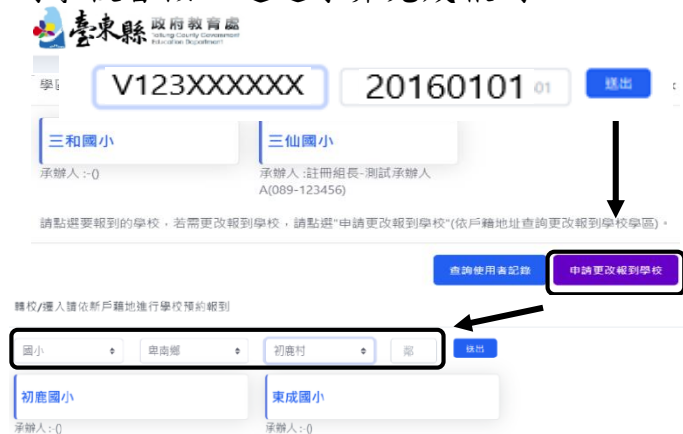 臺東縣 政府教育處
Taitung County Government
Education Department
V123XXXXXX 20160101 01 送出
三和國小 三仙國小
承辦人:-() 承辦人:註冊組長-測試承辦人
A(089-123456)
請點選要報到的學校，若需更改報到學校，請點選"申請更改報到學校"(依戶籍地址查詢更改報到學校學區)。
查詢使用者記錄 申請更改報到學校
轉校/遷入請依新戶籍地進行學校預約報到
國小 卑南鄉 初鹿村 鄰 送出
初鹿國小 東成國小
承辦人:-() 承辦人:-()